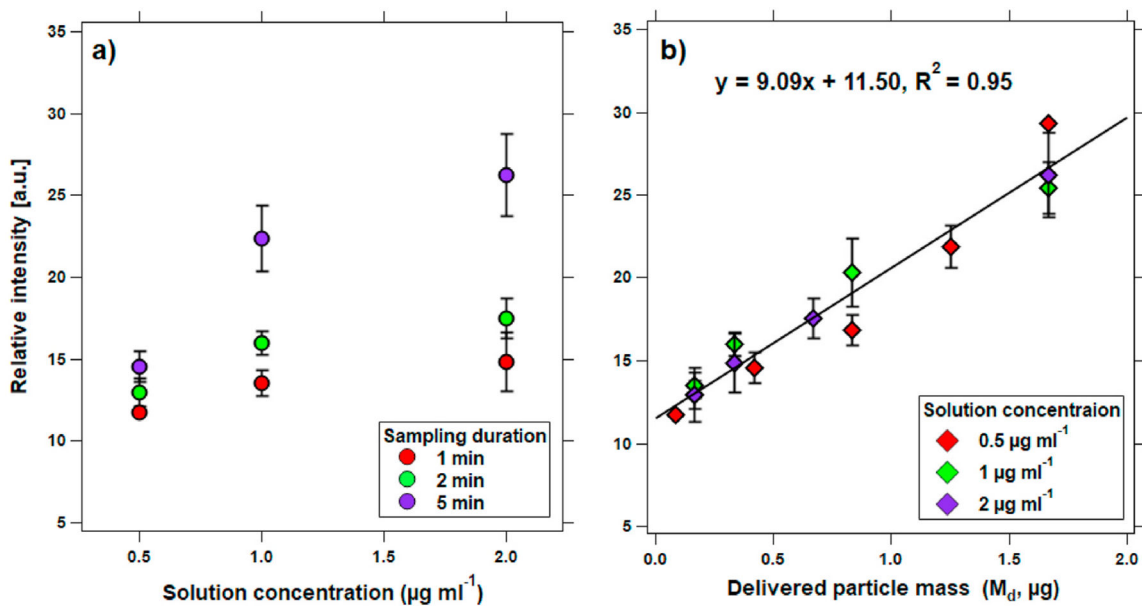 a)
Relative intensity [a.u.]
35
30
25
20
15
10
5
0.5
1.0
1.5
2.0
Solution concentration (µg ml⁻¹)
Sampling duration
1 min
2 min
5 min
b)
y = 9.09x + 11.50, R² = 0.95
35
30
25
20
15
10
5
0.0
0.5
1.0
1.5
2.0
Delivered particle mass (M_d, µg)
Solution concentraion
0.5 µg ml⁻¹
1 µg ml⁻¹
2 µg ml⁻¹